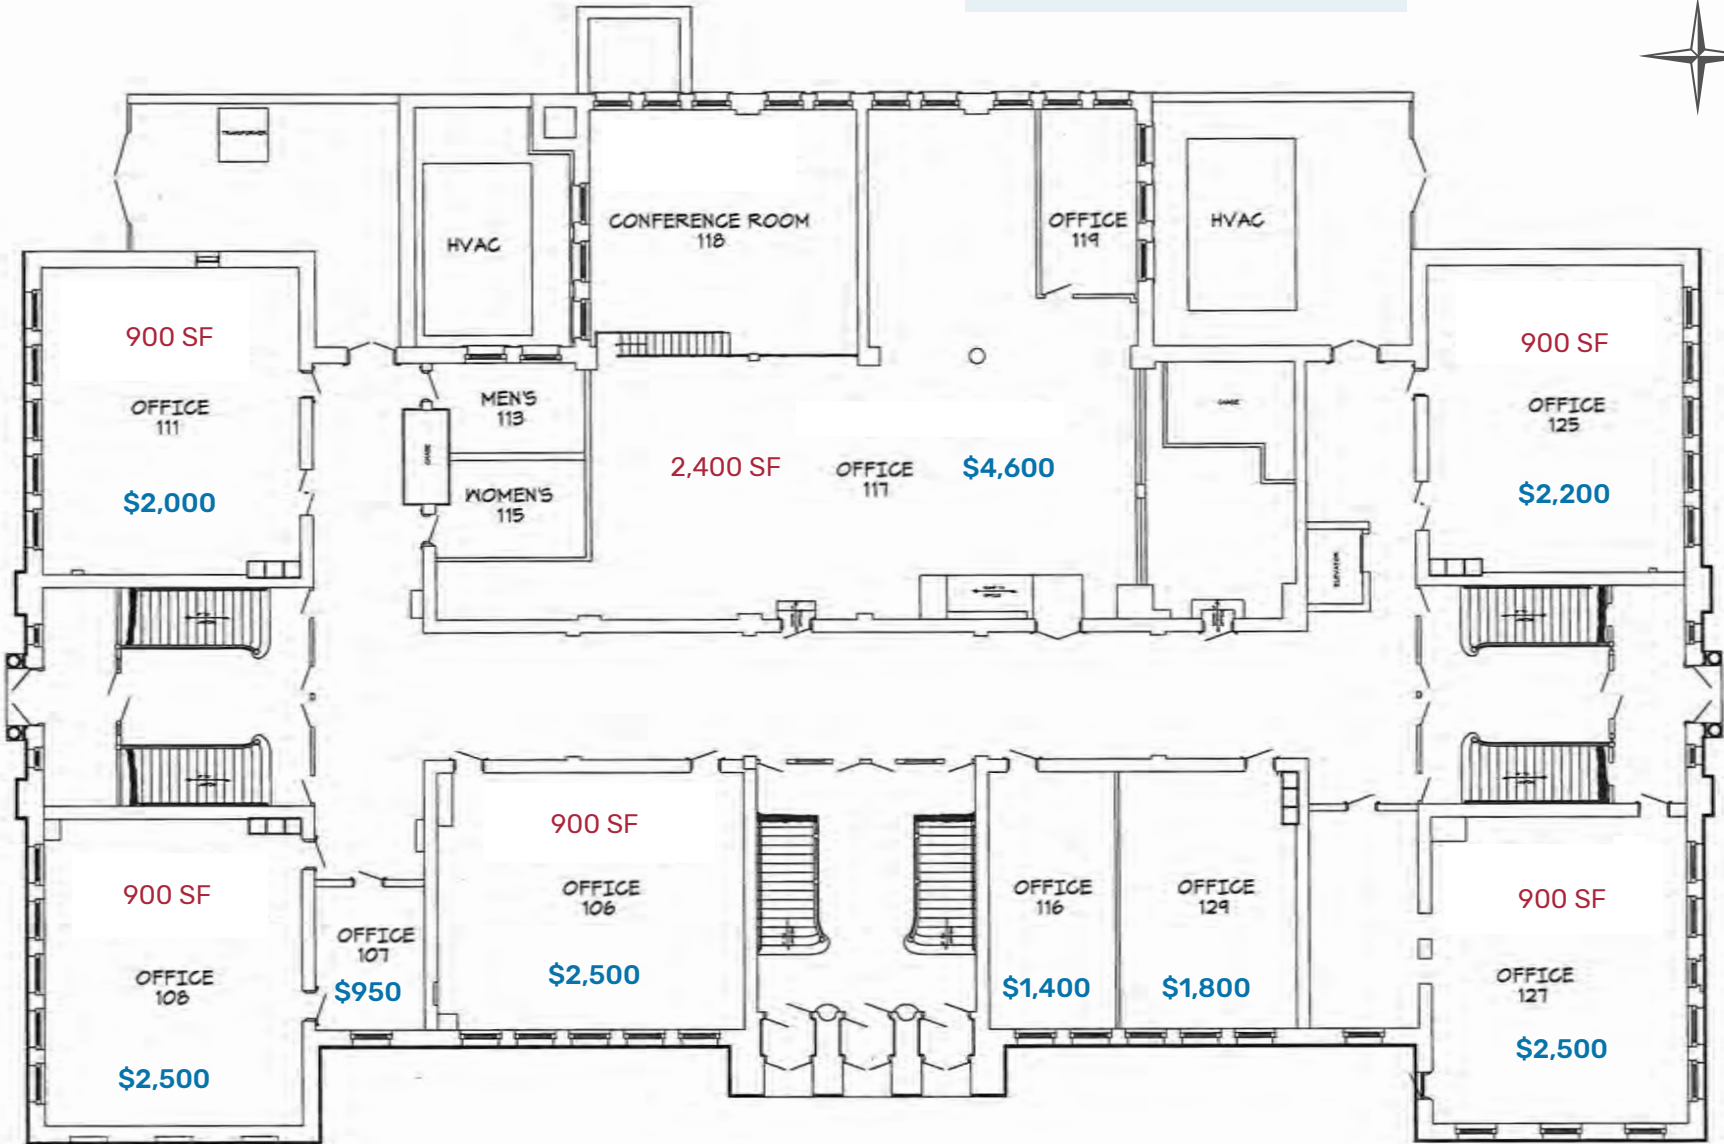 TRANSFORMER
CONFERENCE ROOM
118
OFFICE
119
HVAC
HVAC
900 SF
OFFICE
111
$2,000
MEN'S
113
WOMEN'S
115
2,400 SF
OFFICE
117
$4,600
900 SF
OFFICE
125
$2,200
ELEVATOR
900 SF
OFFICE
108
$2,500
OFFICE
107
$950
900 SF
OFFICE
106
$2,500
OFFICE
116
$1,400
OFFICE
129
$1,800
900 SF
OFFICE
127
$2,500